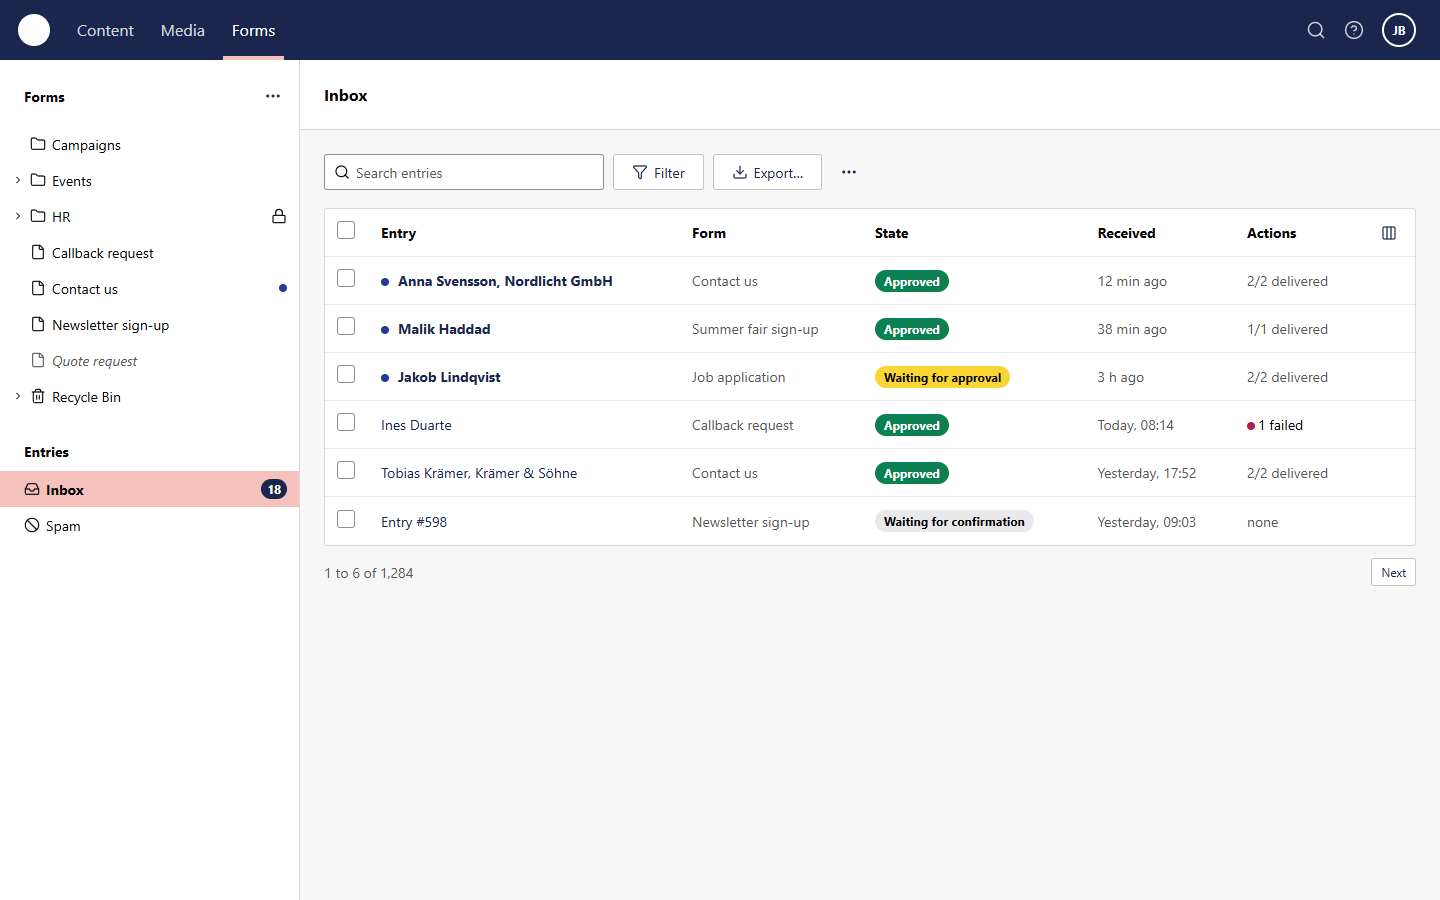 Content Media Forms JB
Forms
Campaigns
Events
HR
Callback request
Contact us
Newsletter sign-up
Quote request
Recycle Bin
Entries
Inbox 18
Spam
Inbox
Search entries Filter Export...
Entry Form State Received Actions
Anna Svensson, Nordlicht GmbH Contact us Approved 12 min ago 2/2 delivered
Malik Haddad Summer fair sign-up Approved 38 min ago 1/1 delivered
Jakob Lindqvist Job application Waiting for approval 3 h ago 2/2 delivered
Ines Duarte Callback request Approved Today, 08:14 1 failed
Tobias Krämer, Krämer & Söhne Contact us Approved Yesterday, 17:52 2/2 delivered
Entry #598 Newsletter sign-up Waiting for confirmation Yesterday, 09:03 none
1 to 6 of 1,284 Next